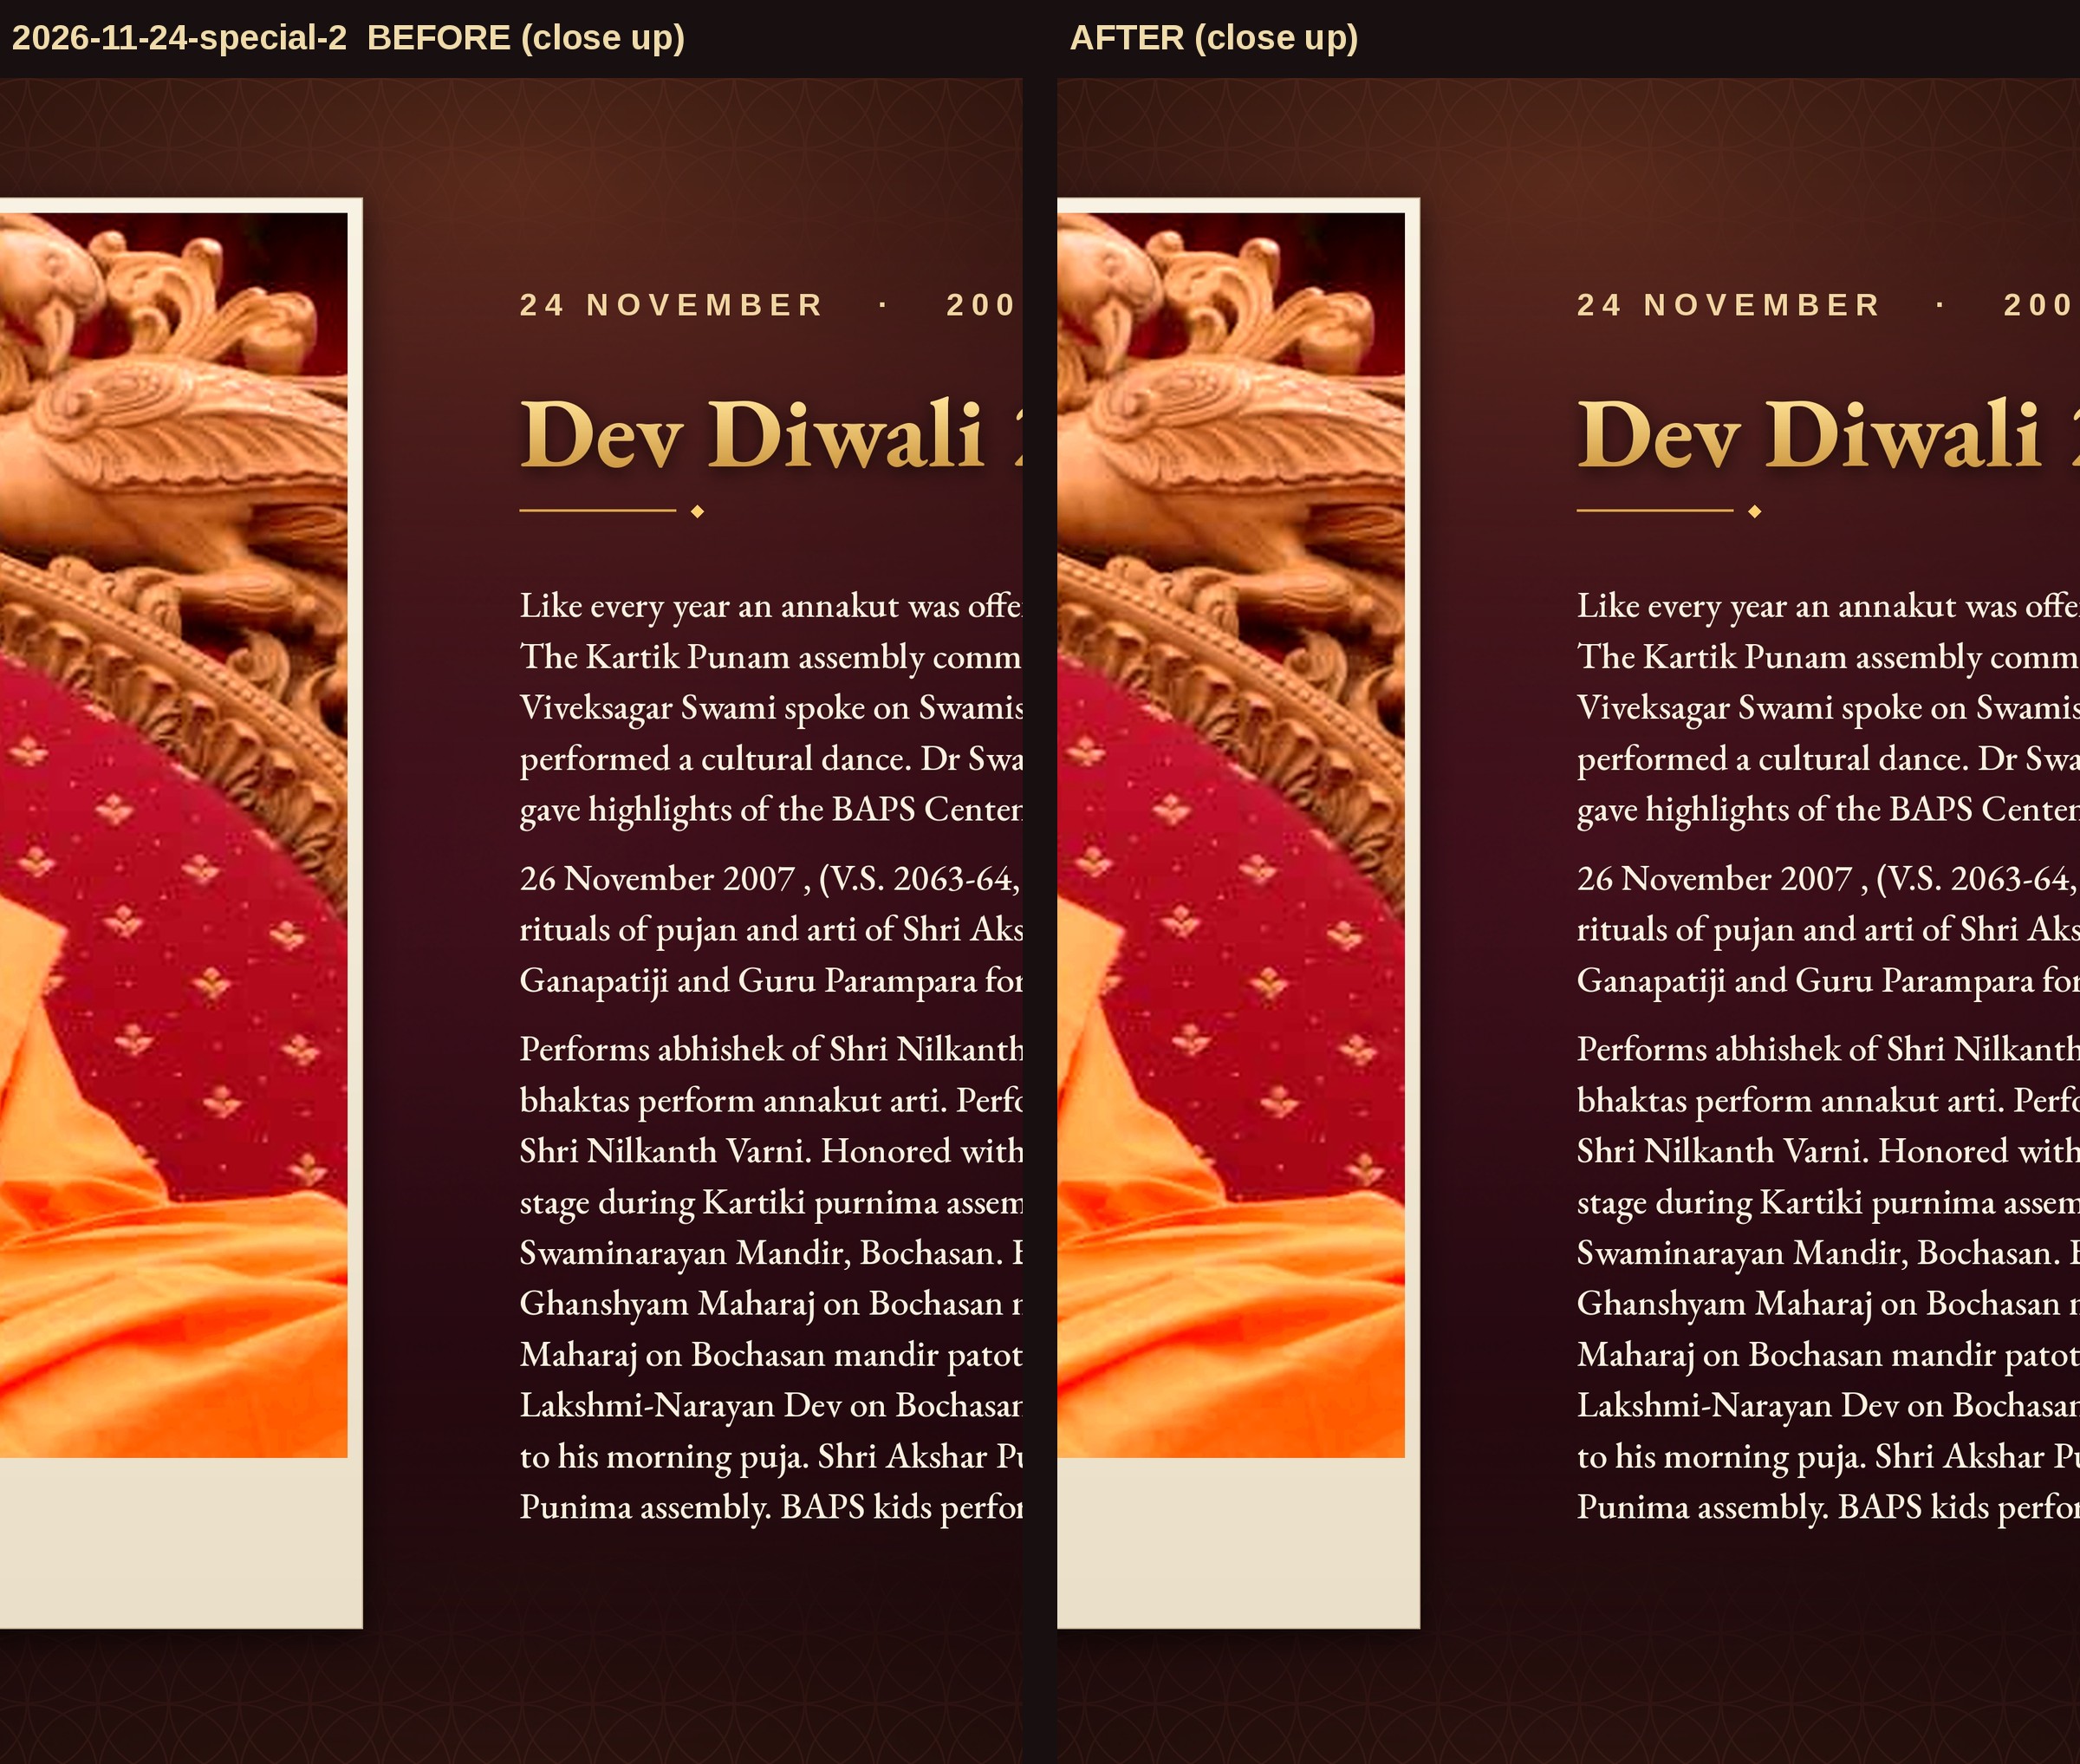 2026-11-24-special-2 BEFORE (close up)
24 NOVEMBER · 200
Dev Diwali
Like every year an annakut was offe
The Kartik Punam assembly comm
Viveksagar Swami spoke on Swamis
performed a cultural dance. Dr Swa
gave highlights of the BAPS Centen
26 November 2007 , (V.S. 2063-64,
rituals of pujan and arti of Shri Aks
Ganapatiji and Guru Parampara for
Performs abhishek of Shri Nilkanth
bhaktas perform annakut arti. Perfo
Shri Nilkanth Varni. Honored with
stage during Kartiki purnima assem
Swaminarayan Mandir, Bochasan.
Ghanshyam Maharaj on Bochasan
Maharaj on Bochasan mandir patot
Lakshmi-Narayan Dev on Bochasan
to his morning puja. Shri Akshar Pu
Punima assembly. BAPS kids perfor
AFTER (close up)
24 NOVEMBER · 200
Dev Diwali
Like every year an annakut was offe
The Kartik Punam assembly comm
Viveksagar Swami spoke on Swamis
performed a cultural dance. Dr Swa
gave highlights of the BAPS Centen
26 November 2007 , (V.S. 2063-64,
rituals of pujan and arti of Shri Aks
Ganapatiji and Guru Parampara for
Performs abhishek of Shri Nilkanth
bhaktas perform annakut arti. Perfo
Shri Nilkanth Varni. Honored with
stage during Kartiki purnima assem
Swaminarayan Mandir, Bochasan.
Ghanshyam Maharaj on Bochasan
Maharaj on Bochasan mandir patot
Lakshmi-Narayan Dev on Bochasan
to his morning puja. Shri Akshar Pu
Punima assembly. BAPS kids perfor